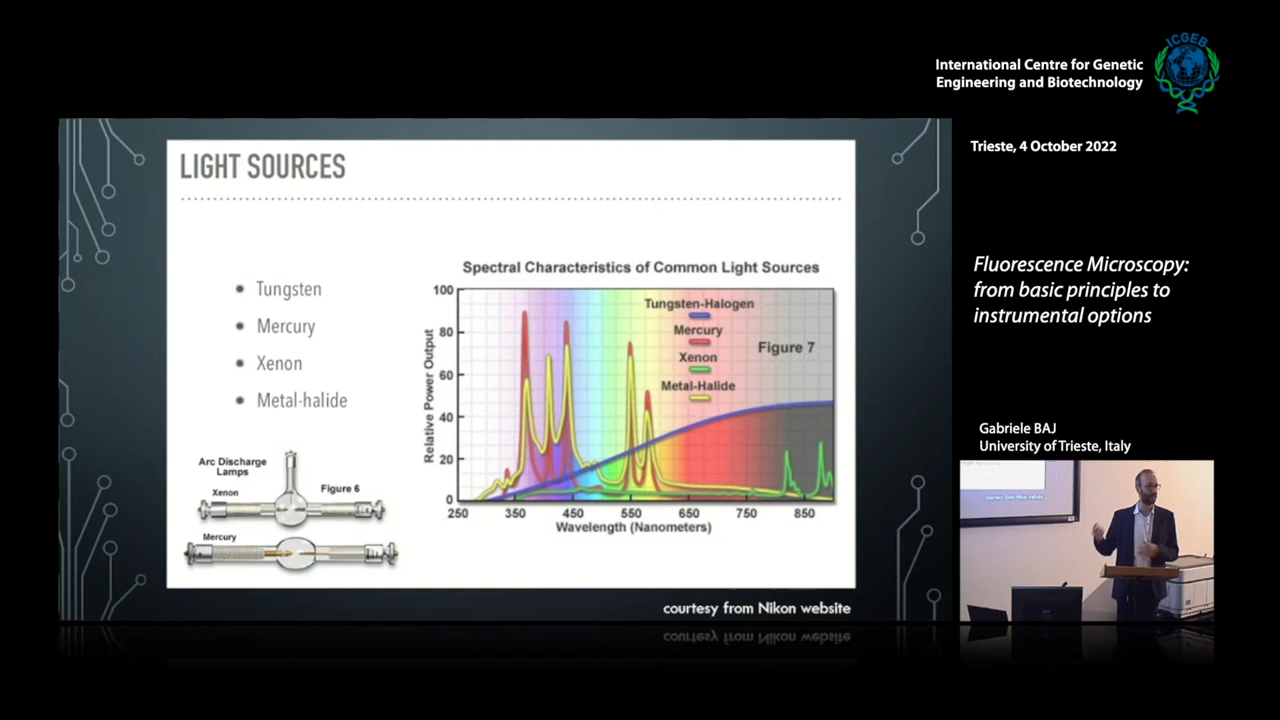 ICGEB
International Centre for Genetic
Engineering and Biotechnology
Trieste, 4 October 2022
Fluorescence Microscopy:
from basic principles to
instrumental options
Gabriele BAJ
University of Trieste, Italy
LIGHT SOURCES
• Tungsten
• Mercury
• Xenon
• Metal-halide
Arc Discharge
Lamps
Xenon
Figure 6
Mercury
Spectral Characteristics of Common Light Sources
Relative Power Output
100
80
60
40
20
0
Tungsten-Halogen
Mercury
Figure 7
Xenon
Metal-Halide
250 350 450 550 650 750 850
Wavelength (Nanometers)
courtesy from Nikon website
courtesy from Nikon website